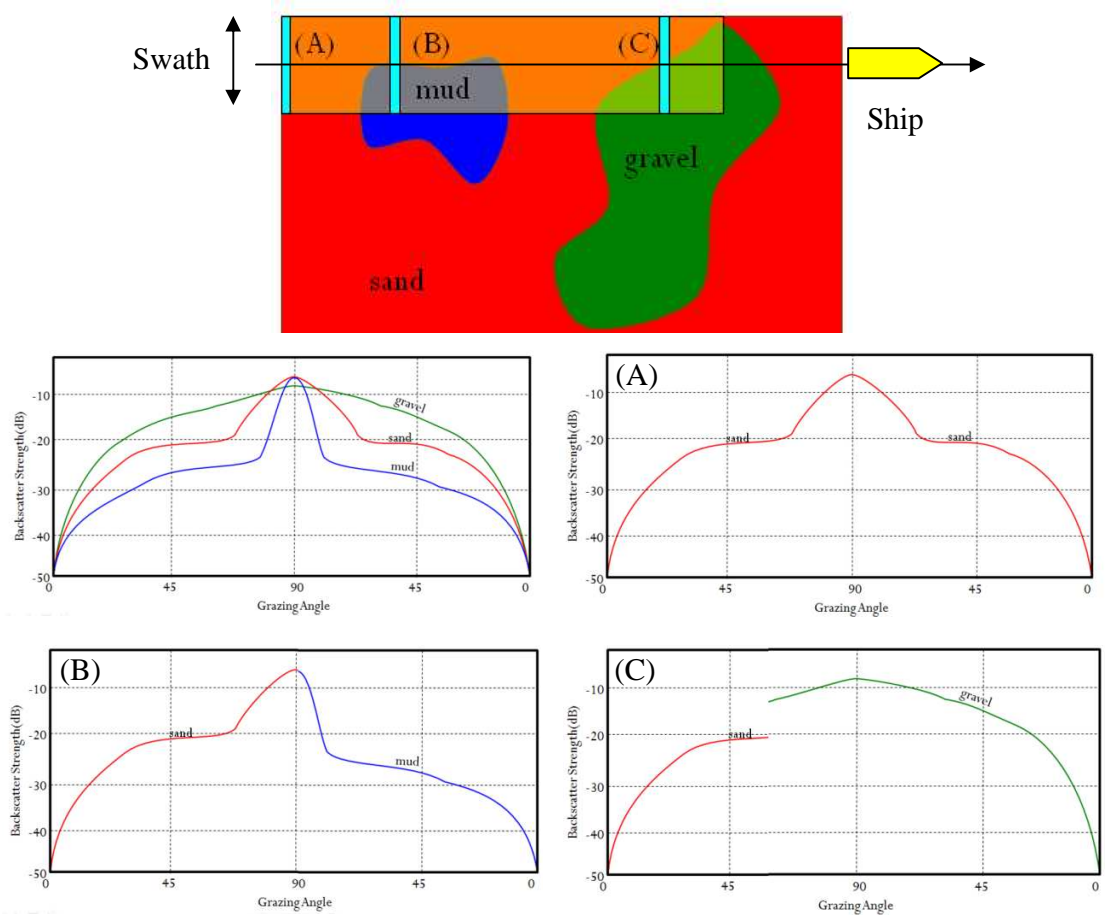 Swath
(A)
(B)
(C)
mud
Ship
gravel
sand
Backscatter Strength(dB)
-10
-20
-30
-40
-50
gravel
sand
mud
0
45
90
45
0
Grazing Angle
(A)
Backscatter Strength(dB)
-10
-20
-30
-40
-50
sand
sand
0
45
90
45
0
Grazing Angle
(B)
Backscatter Strength(dB)
-10
-20
-30
-40
-50
sand
mud
0
45
90
45
0
Grazing Angle
(C)
Backscatter Strength(dB)
-10
-20
-30
-40
-50
sand
gravel
0
45
90
45
0
Grazing Angle